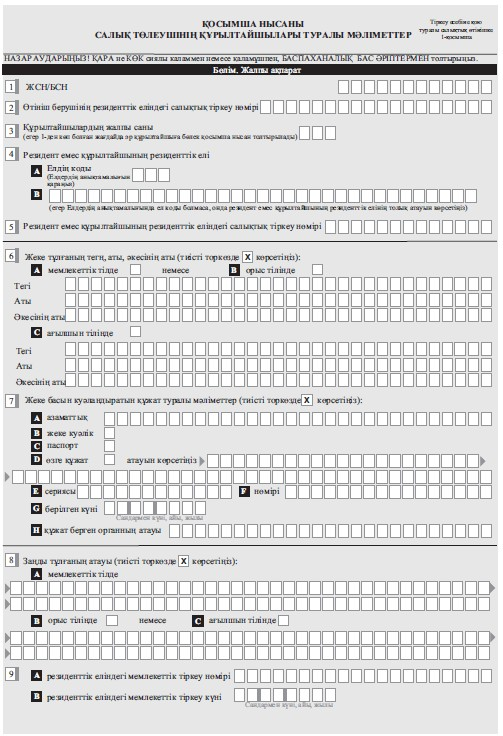 ҚОСЫМША НЫСАНЫ
САЛЫҚ ТӨЛЕУШІНІҢ ҚҰРЫЛТАЙШЫЛАРЫ ТУРАЛЫ МӘЛІМЕТТЕР
Тіркеу есебіне қою
туралы салықтық өтінішке
1-қосымша
НАЗАР АУДАРЫҢЫЗ! ҚАРА не КӨК сиялы қаламмен немесе қаламұшпен, БАСПАХАНАЛЫҚ БАС ӘРІПТЕРМЕН толтырыңыз.
Бөлім. Жалпы ақпарат
1 ЖСН/БСН
2 Өтініш берушінің резиденттік еліндегі салықтық тіркеу нөмірі
3 Құрылтайшылардың жалпы саны
(егер 1-ден көп болған жағдайда әр құрылтайшыға бөлек қосымша нысан толтырылады)
4 Резидент емес құрылтайшының резиденттік елі
A Елдің коды
(Елдердің анықтамалығын
қараңыз)
B
(егер Елдердің анықтамалығында ел коды болмаса, онда резидент емес құрылтайшының резиденттік елінің толық атауын көрсетіңіз)
5 Резидент емес құрылтайшының резиденттік еліндегі салықтық тіркеу нөмірі
6 Жеке тұлғаның тегі, аты, әкесінің аты (тиісті торкөзде X көрсетіңіз):
A мемлекеттік тілде немесе B орыс тілінде
Тегі
Аты
Әкесінің аты
C ағылшын тілінде
Тегі
Аты
Әкесінің аты
7 Жеке басын куәландыратын құжат туралы мәліметтер (тиісті торкөзде X көрсетіңіз):
A азаматтық
B жеке куәлік
C паспорт
D өзге құжат атауын көрсетіңіз
E сериясы F нөмірі
G берілген күні
Сандармен күні, айы, жылы
H құжат берген органның атауы
8 Заңды тұлғаның атауы (тиісті торкөзде X көрсетіңіз):
A мемлекеттік тілде
B орыс тілінде немесе C ағылшын тілінде
9 A резиденттік еліндегі мемлекеттік тіркеу нөмірі
B резиденттік еліндегі мемлекеттік тіркеу күні
Сандармен күні, айы, жылы